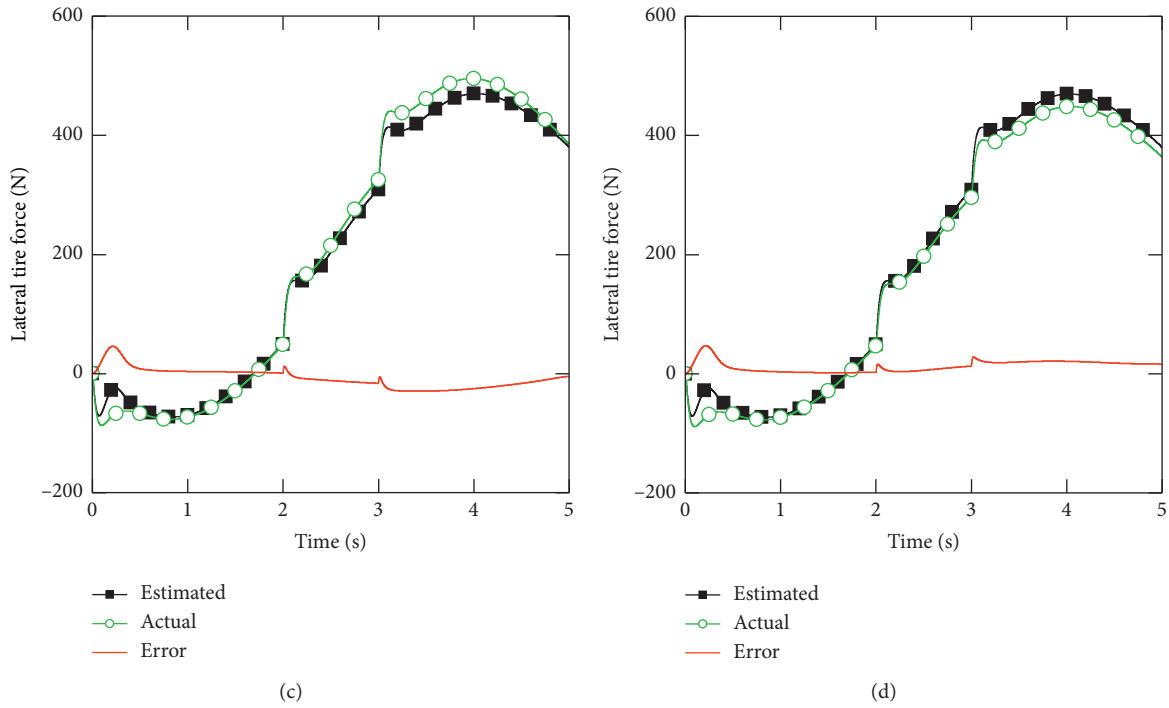 600
400
200
0
−200
Lateral tire force (N)
0 1 2 3 4 5
Time (s)
Estimated
Actual
Error
(c)
600
400
200
0
−200
Lateral tire force (N)
0 1 2 3 4 5
Time (s)
Estimated
Actual
Error
(d)